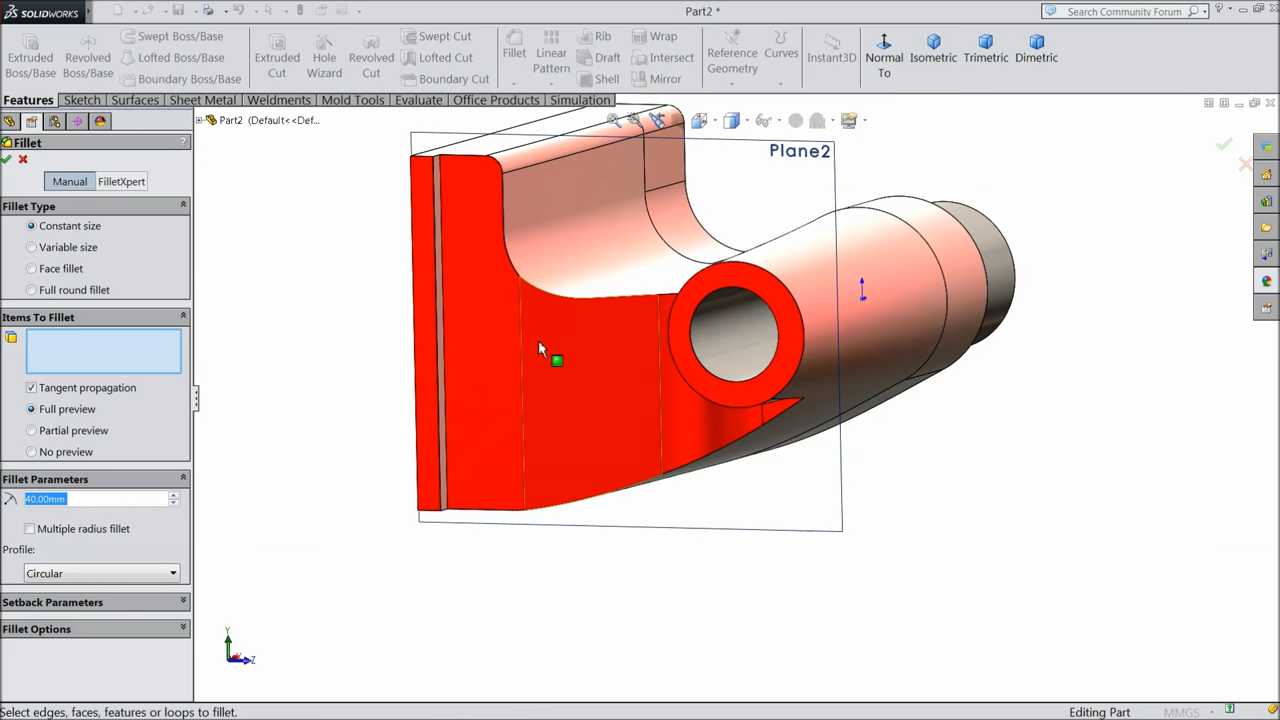 SOLIDWORKS
Part2 *
Search Community Forum
Extruded Boss/Base
Revolved Boss/Base
Swept Boss/Base
Lofted Boss/Base
Boundary Boss/Base
Extruded Cut
Hole Wizard
Revolved Cut
Swept Cut
Lofted Cut
Boundary Cut
Fillet
Linear Pattern
Rib
Draft
Shell
Wrap
Intersect
Mirror
Reference Geometry
Curves
Instant3D
Normal To
Isometric
Trimetric
Dimetric
Features
Sketch
Surfaces
Sheet Metal
Weldments
Mold Tools
Evaluate
Office Products
Simulation
Part2 (Default<<Def...
Fillet
?
Manual
FilletXpert
Fillet Type
Constant size
Variable size
Face fillet
Full round fillet
Items To Fillet
Tangent propagation
Full preview
Partial preview
No preview
Fillet Parameters
40.00mm
Multiple radius fillet
Profile:
Circular
Setback Parameters
Fillet Options
Plane2
Y
Z
Select edges, faces, features or loops to fillet.
Editing Part
MMGS